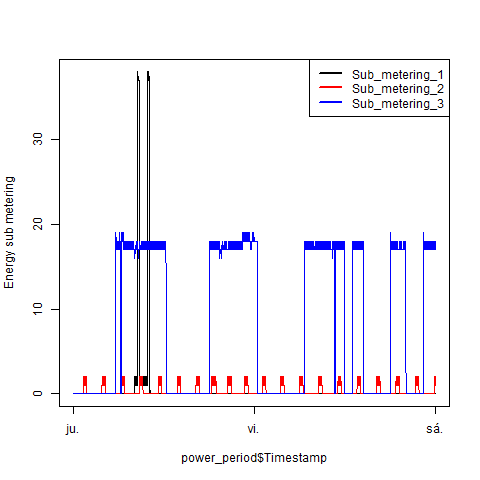 Sub_metering_1
Sub_metering_2
Sub_metering_3
30
20
10
0
Energy sub metering
ju.
vi.
sá.
power_period$Timestamp